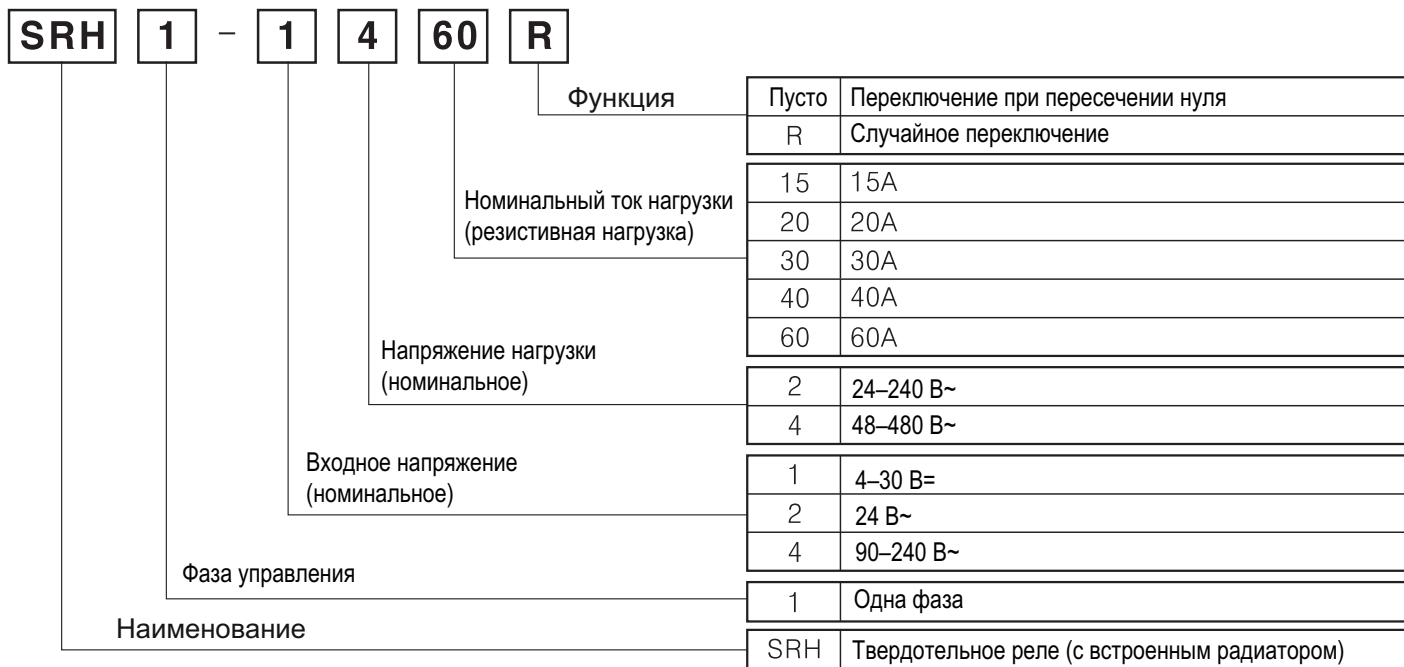 SRH 1 - 1 4 60 R
Функция
Пусто Переключение при пересечении нуля
R Случайное переключение
Номинальный ток нагрузки
(резистивная нагрузка)
15 15A
20 20A
30 30A
40 40A
60 60A
Напряжение нагрузки
(номинальное)
2 24–240 В~
4 48–480 В~
Входное напряжение
(номинальное)
1 4–30 В=
2 24 В~
4 90–240 В~
Фаза управления
1 Одна фаза
Наименование
SRH Твердотельное реле (с встроенным радиатором)